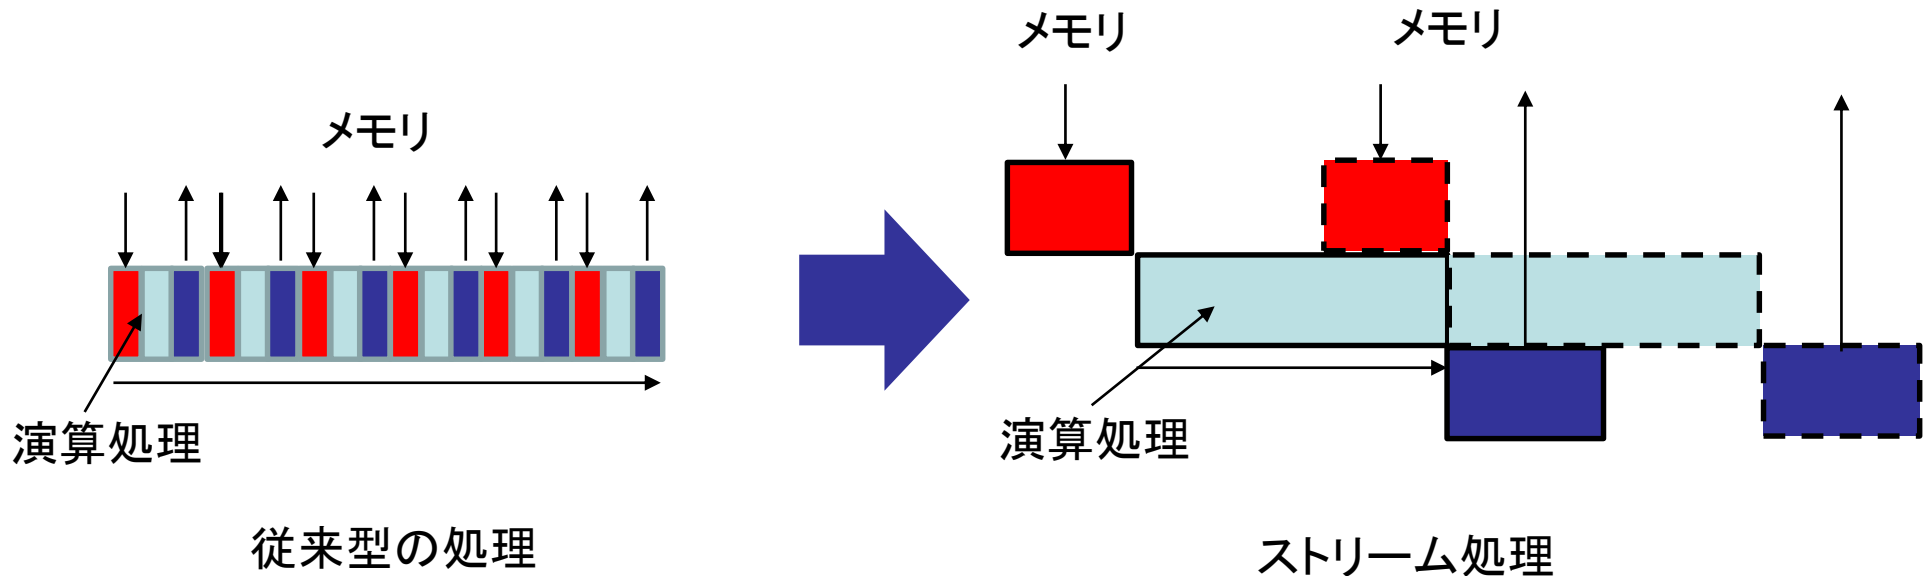 メモリ
演算処理
従来型の処理
メモリ
メモリ
演算処理
ストリーム処理